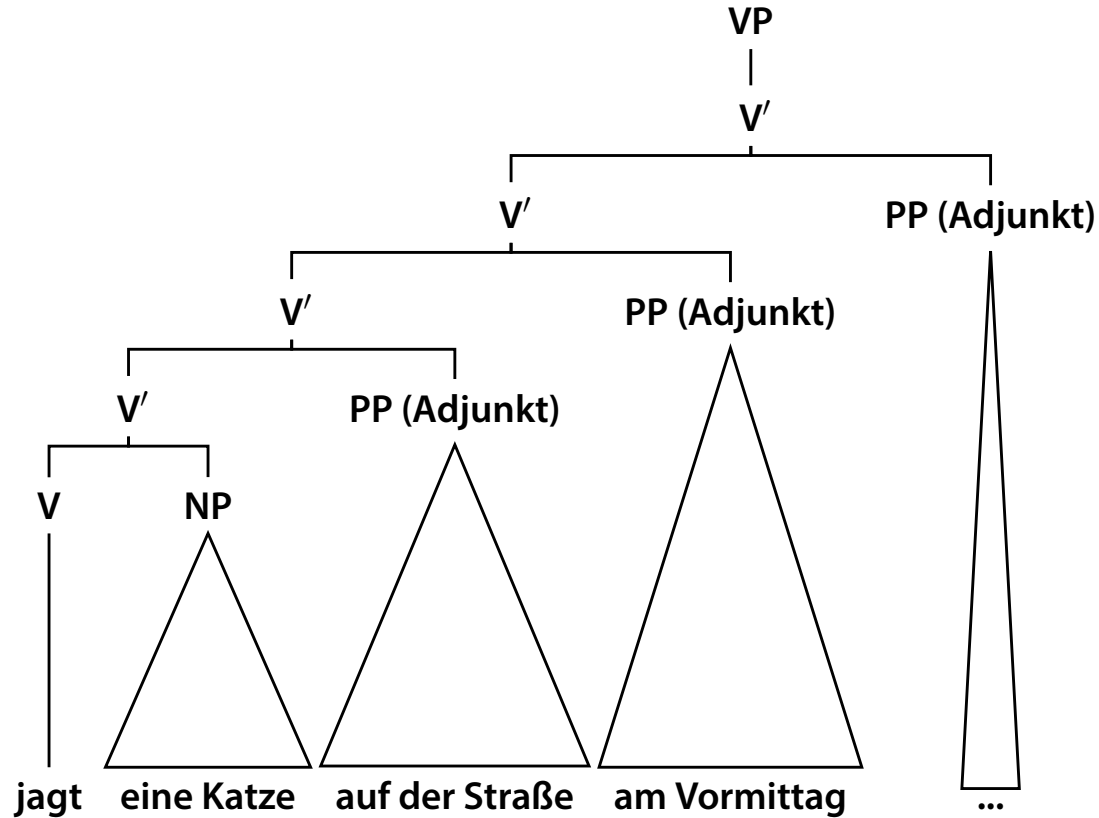 VP
V′
V′ PP (Adjunkt)
V′ PP (Adjunkt)
V′ PP (Adjunkt)
V NP
jagt eine Katze auf der Straße am Vormittag ...